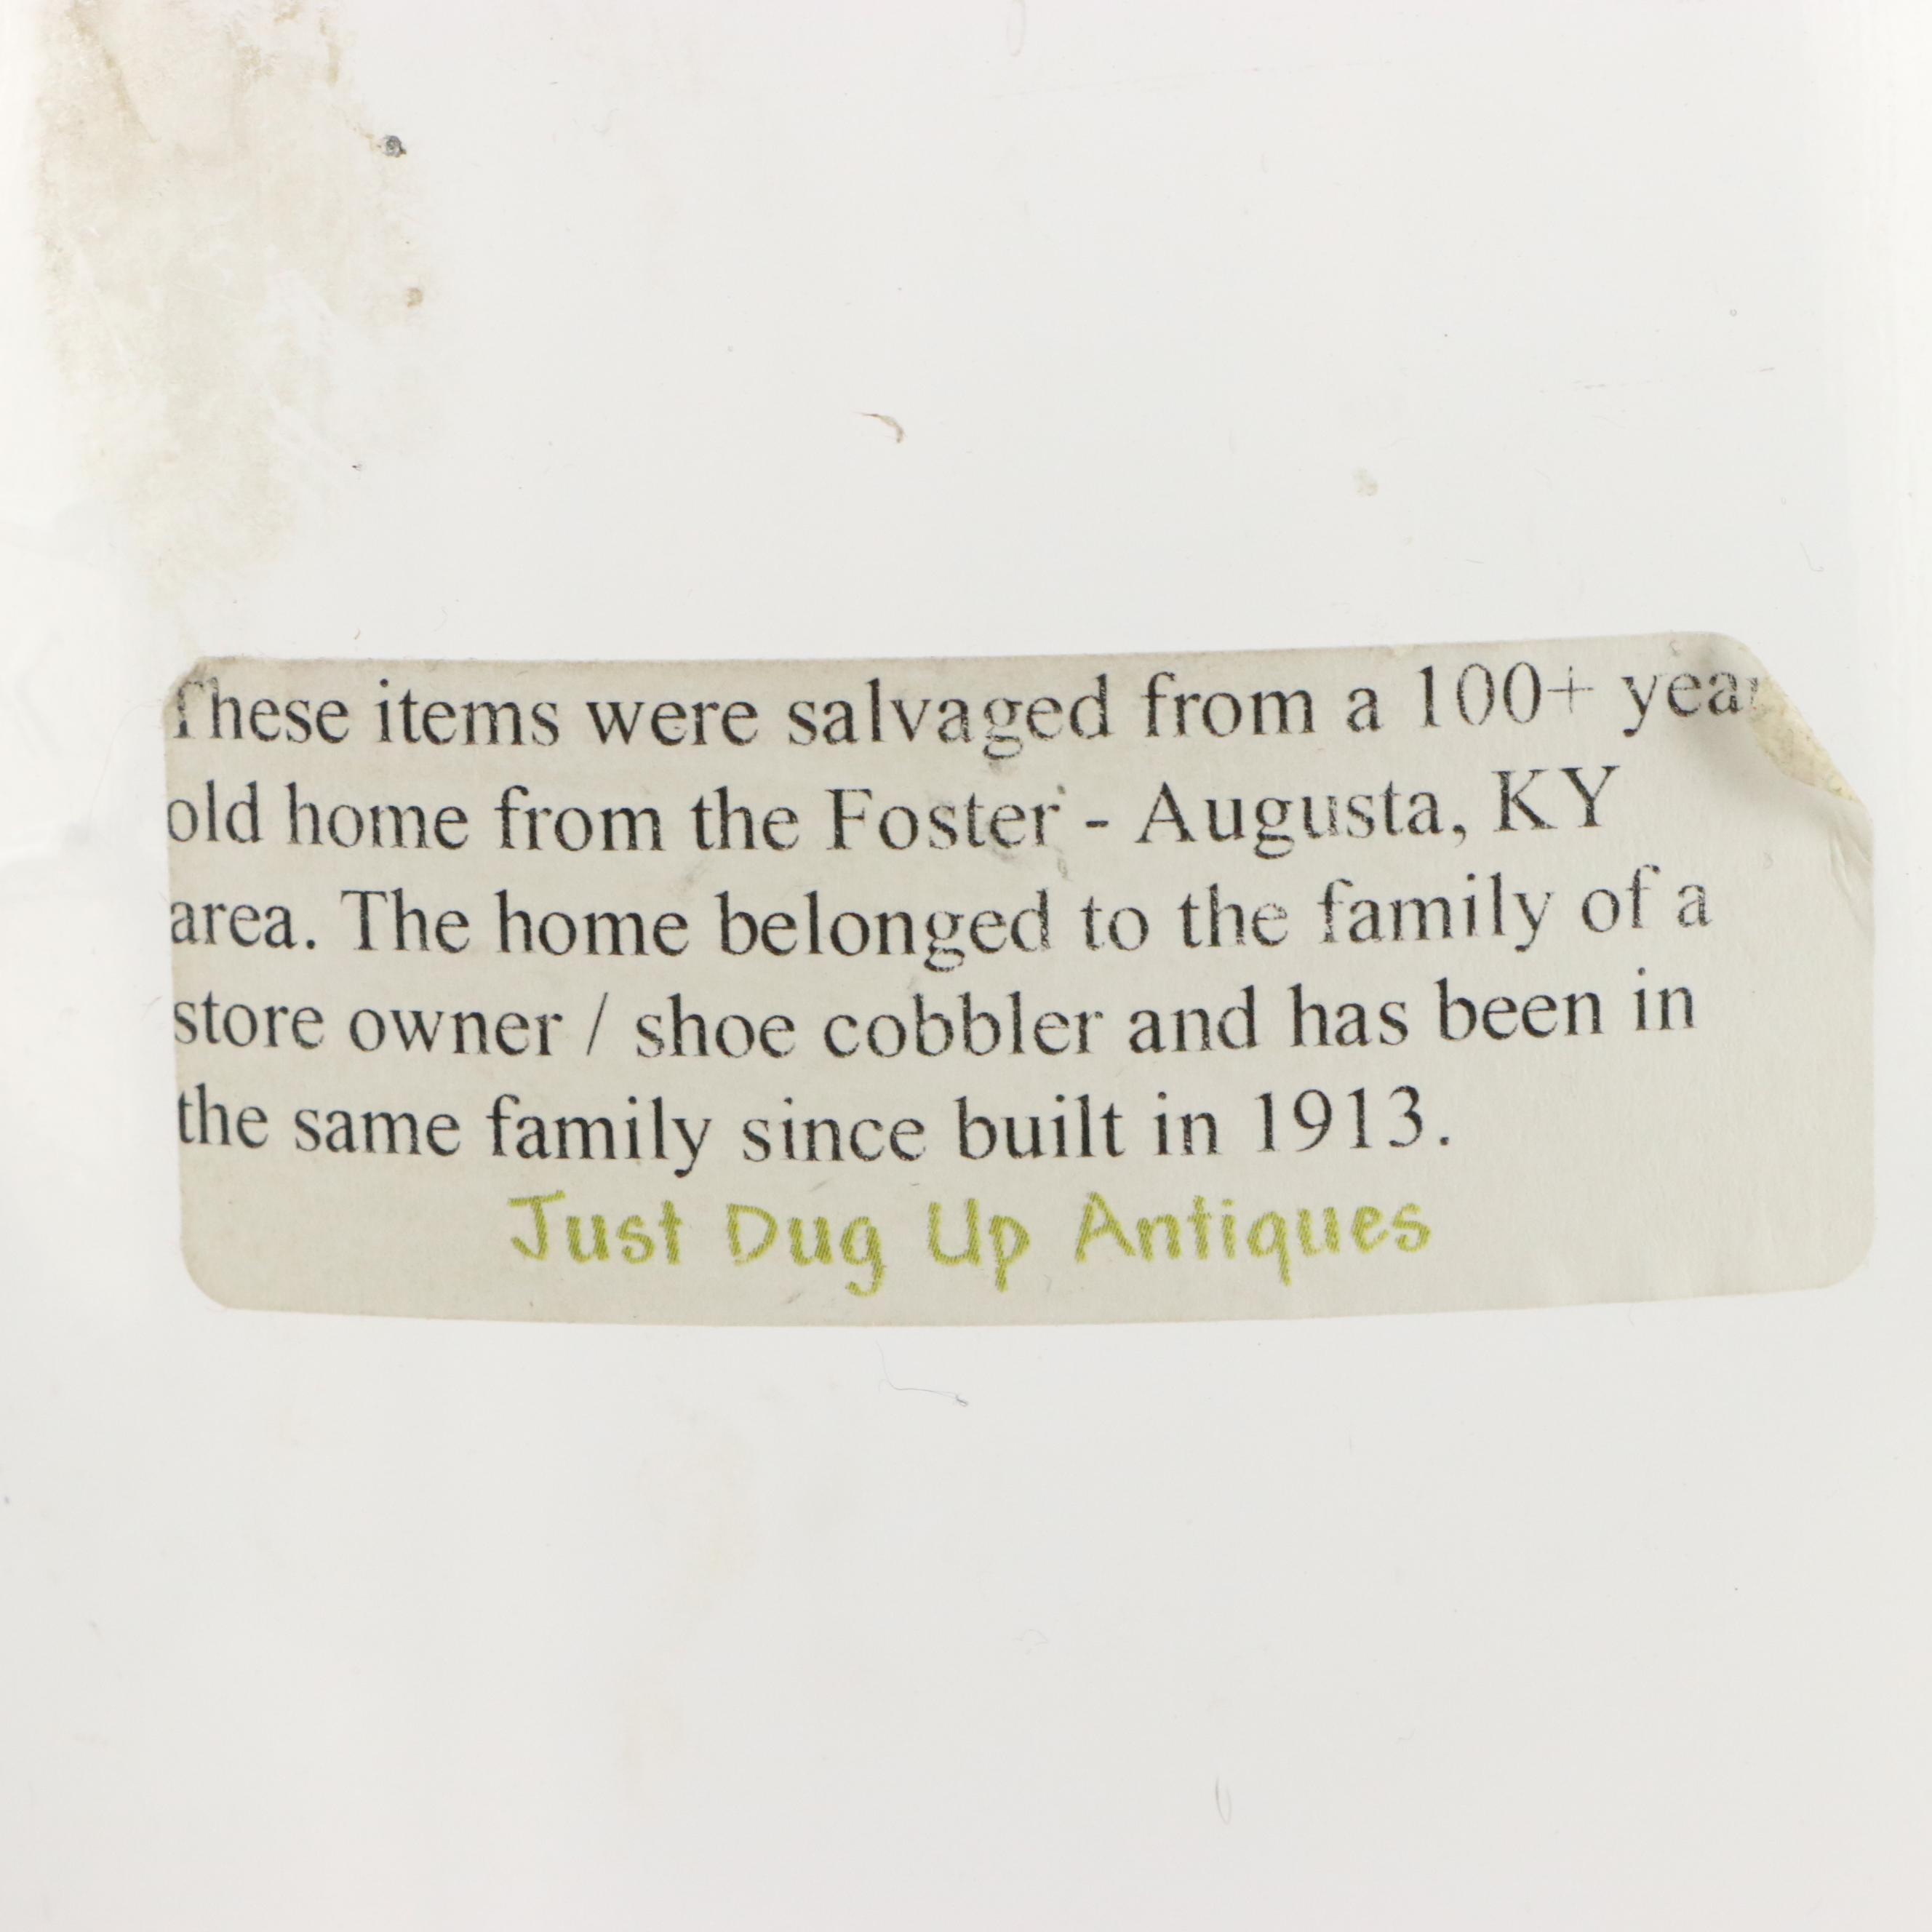 These items were salvaged from a 100+ year
old home from the Foster - Augusta, KY
area. The home belonged to the family of a
store owner / shoe cobbler and has been in
the same family since built in 1913.
Just Dug Up Antiques